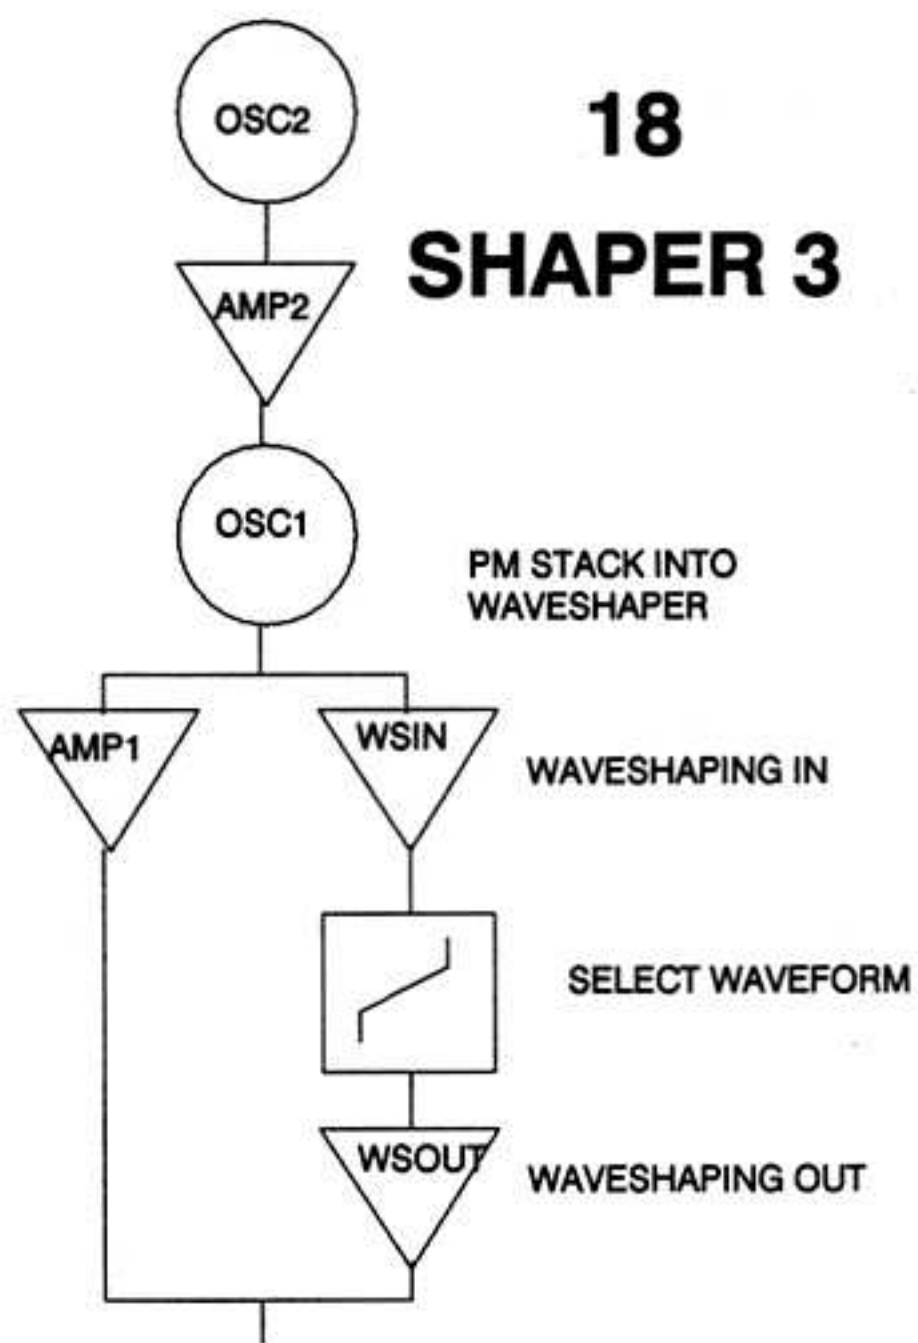 OSC2
18
SHAPER 3
AMP2
OSC1
PM STACK INTO
WAVESHAPER
AMP1
WSIN
WAVESHAPING IN
SELECT WAVEFORM
WSOUT
WAVESHAPING OUT